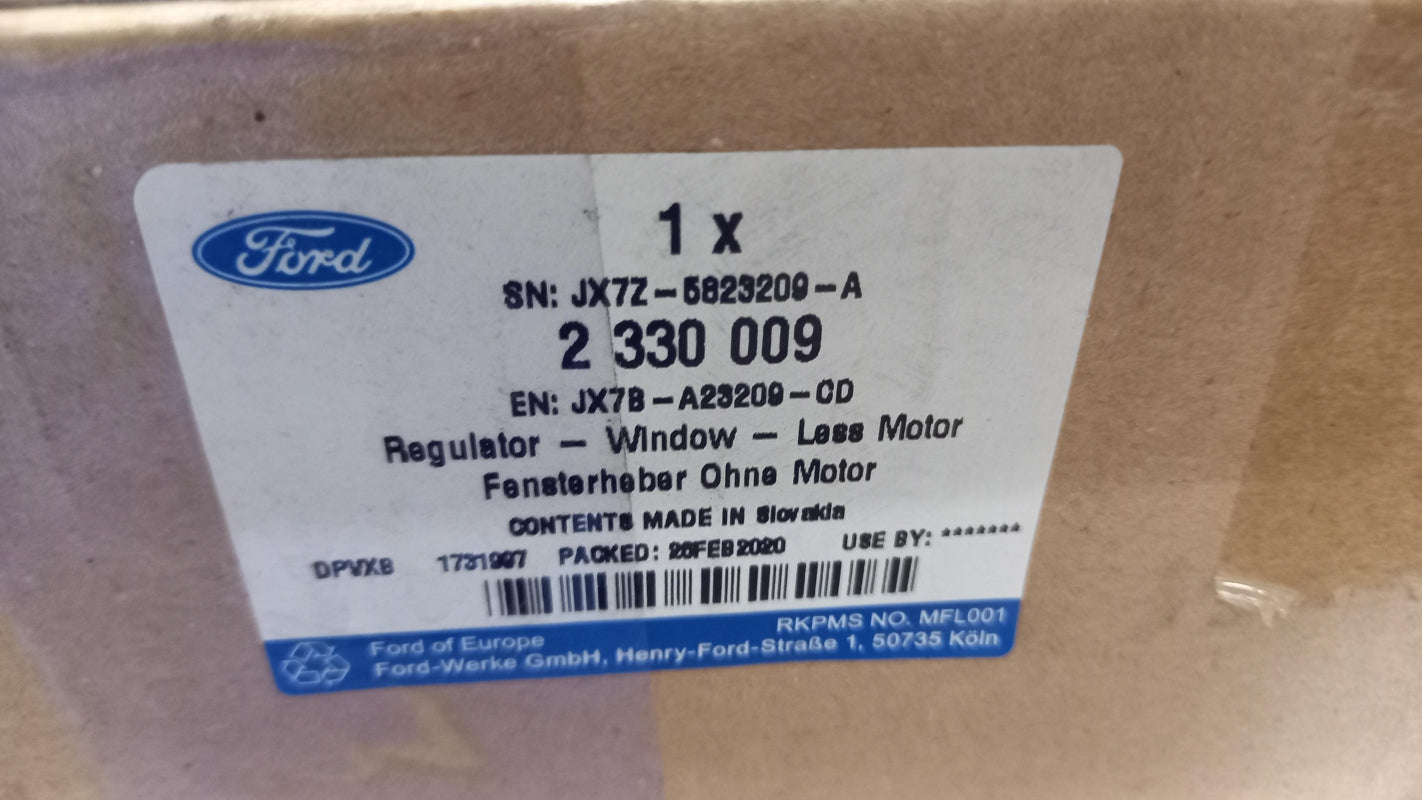 Ford
1 x
SN: JX7Z-5823209-A
2 330 009
EN: JX7B-A23209-CD
Regulator - Window - Less Motor
Fensterheber Ohne Motor
CONTENTS MADE IN Slovakia
DPVXB 1731997 PACKED: 26FEB2020 USE BY: *******
RKPMS NO. MFL001
Ford of Europe
Ford-Werke GmbH, Henry-Ford-Straße 1, 50735 Köln